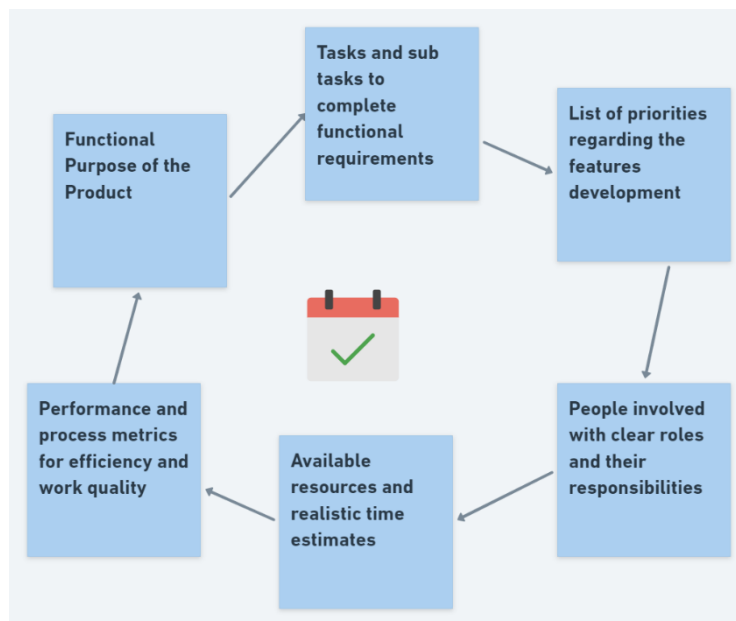 Functional
Purpose of the
Product
Tasks and sub
tasks to
complete
functional
requirements
List of priorities
regarding the
features
development
People involved
with clear roles
and their
responsibilities
Available
resources and
realistic time
estimates
Performance and
process metrics
for efficiency and
work quality